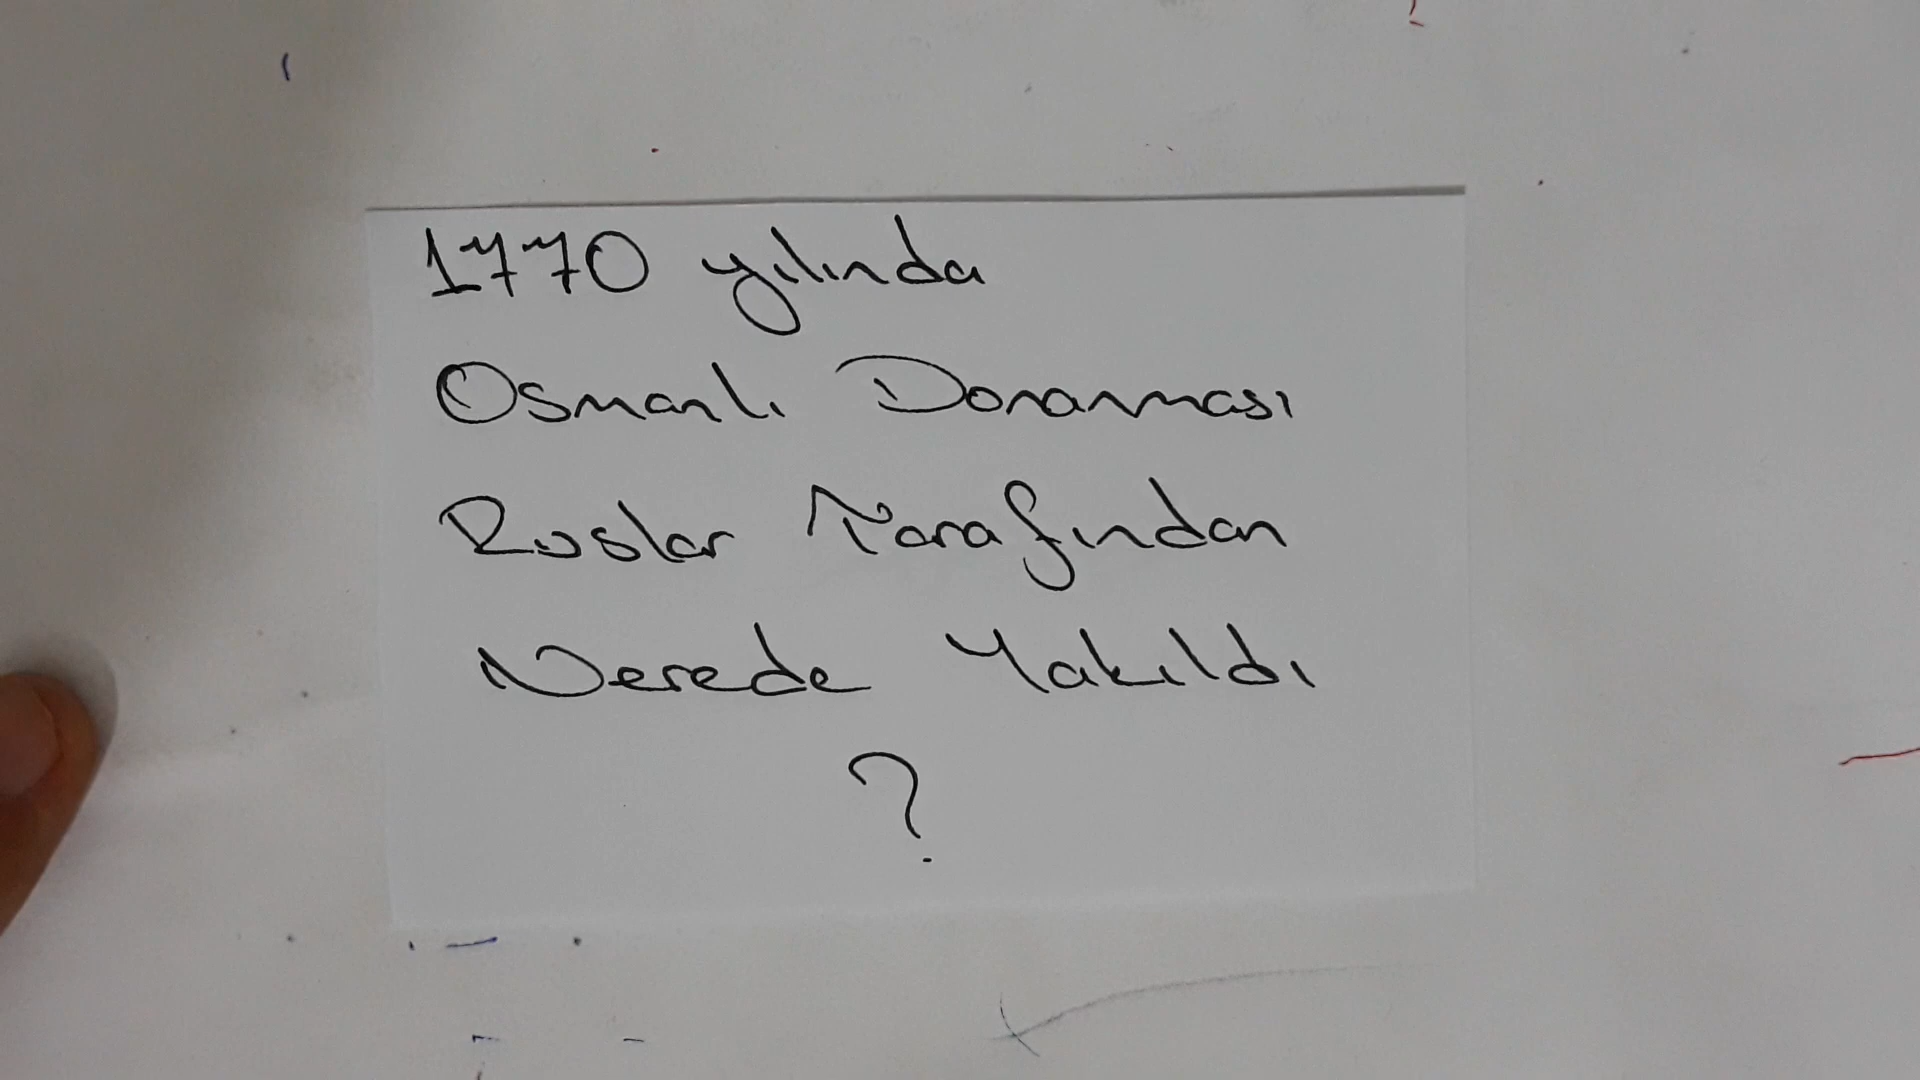 1770 yılında
Osmanlı Donanması
Ruslar Tarafından
Nerede Yakıldı
?